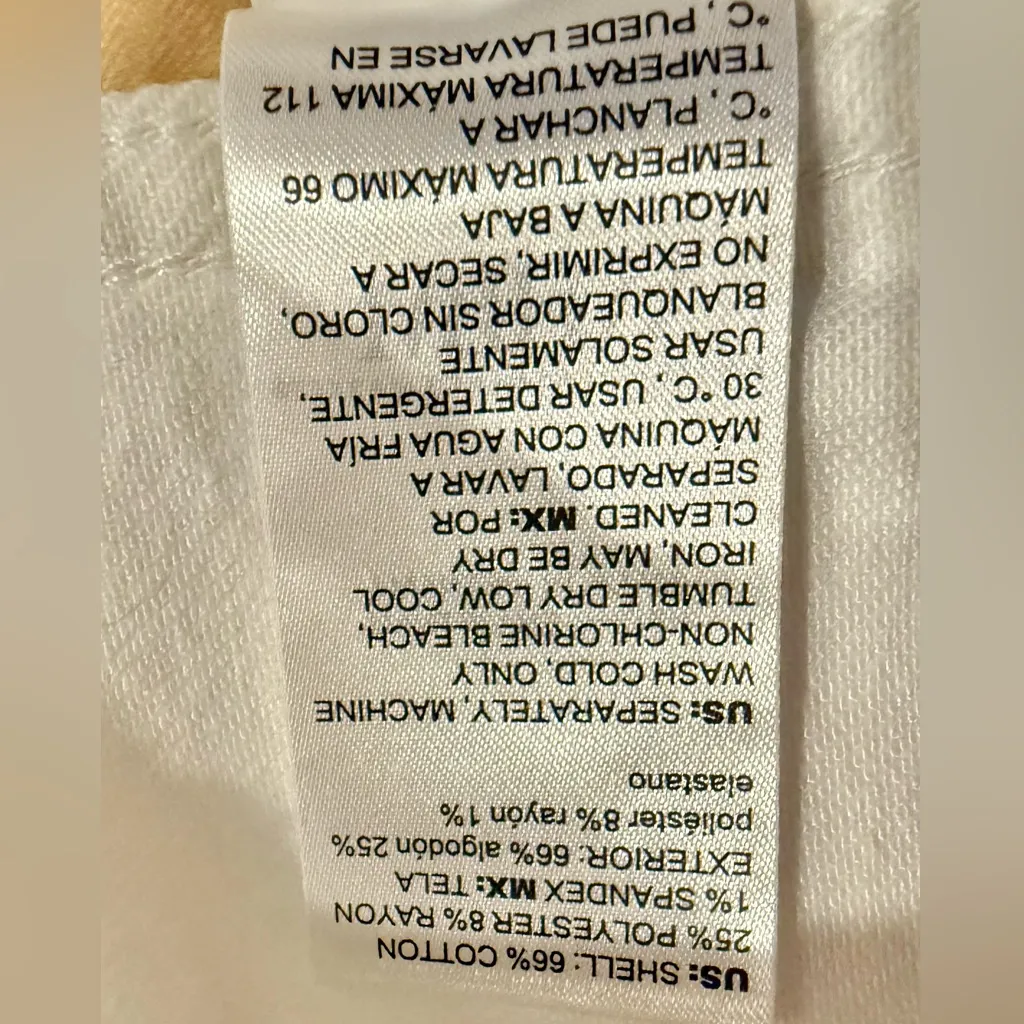 US: SHELL: 66% COTTON
25% POLYESTER 8% RAYON
1% SPANDEX MX: TELA
EXTERIOR: 66% algodón 25%
poliéster 8% rayón 1%
elastano
US: SEPARATELY, MACHINE
WASH COLD, ONLY
NON-CHLORINE BLEACH,
TUMBLE DRY LOW, COOL
IRON, MAY BE DRY
CLEANED. MX: POR
SEPARADO, LAVAR A
MÁQUINA CON AGUA FRÍA
30 °C, USAR DETERGENTE,
USAR SOLAMENTE
BLANQUEADOR SIN CLORO,
NO EXPRIMIR, SECAR A
MÁQUINA A BAJA
TEMPERATURA MÁXIMO 66
°C, PLANCHAR A
TEMPERATURA MÁXIMA 112
°C, PUEDE LAVARSE EN